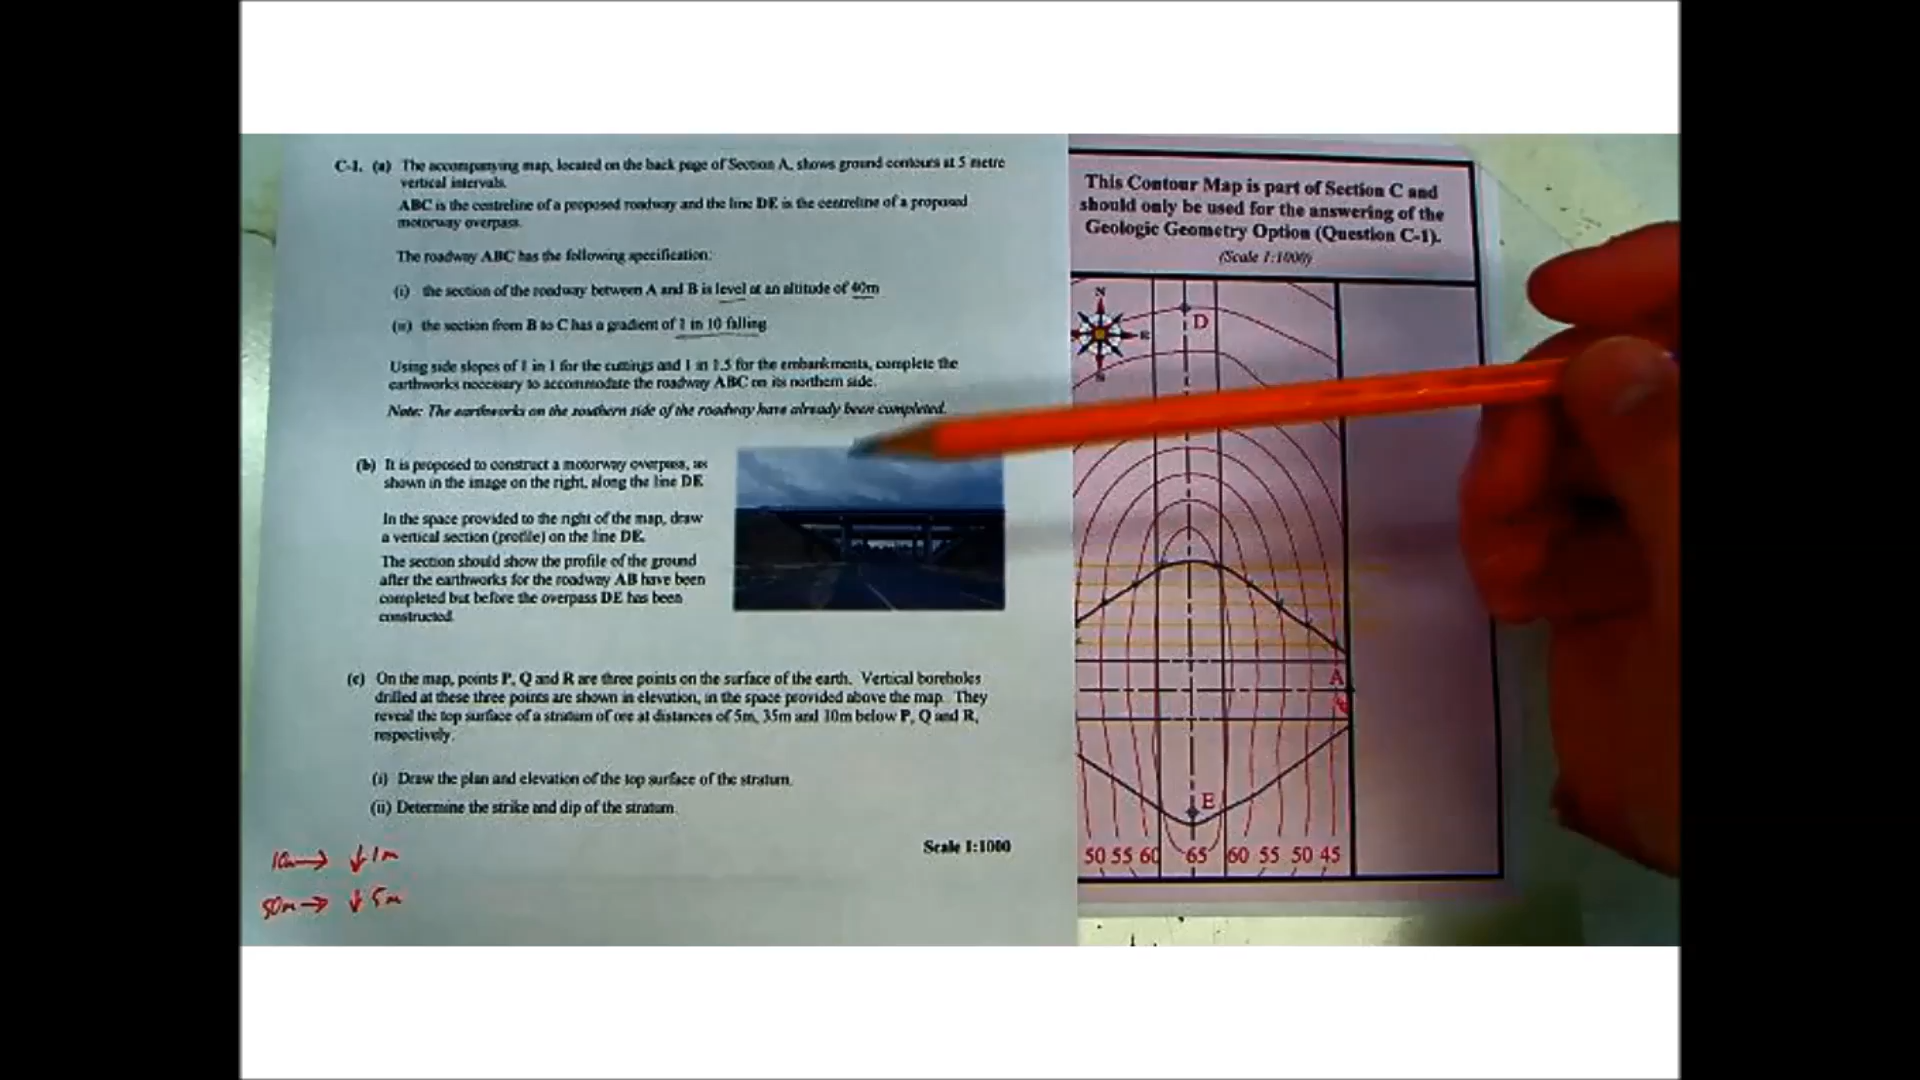 C-1. (a) The accompanying map, located on the back page of Section A, shows ground contours at 5 metre
vertical intervals.
ABC is the centreline of a proposed roadway and the line DE is the centreline of a proposed
motorway overpass.
The roadway ABC has the following specification:
(i) the section of the roadway between A and B is level at an altitude of 40m
(ii) the section from B to C has a gradient of 1 in 10 falling
Using side slopes of 1 in 1 for the cuttings and 1 in 1.5 for the embankments, complete the
earthworks necessary to accommodate the roadway ABC on its northern side.
Note: The earthworks on the southern side of the roadway have already been completed.
(b) It is proposed to construct a motorway overpass, as
shown in the image on the right, along the line DE
In the space provided to the right of the map, draw
a vertical section (profile) on the line DE.
The section should show the profile of the ground
after the earthworks for the roadway AB have been
completed but before the overpass DE has been
constructed.
(c) On the map, points P, Q and R are three points on the surface of the earth. Vertical boreholes
drilled at these three points are shown in elevation, in the space provided above the map. They
reveal the top surface of a stratum of ore at distances of 5m, 35m and 10m below P, Q and R,
respectively.
(i) Draw the plan and elevation of the top surface of the stratum.
(ii) Determine the strike and dip of the stratum.
Scale 1:1000
10m → ↓ 1m
50m → ↓ 5m
This Contour Map is part of Section C and
should only be used for the answering of the
Geologic Geometry Option (Question C-1).
(Scale 1:1000)
N
D
E
S
A
E
50 55 60 65 60 55 50 45